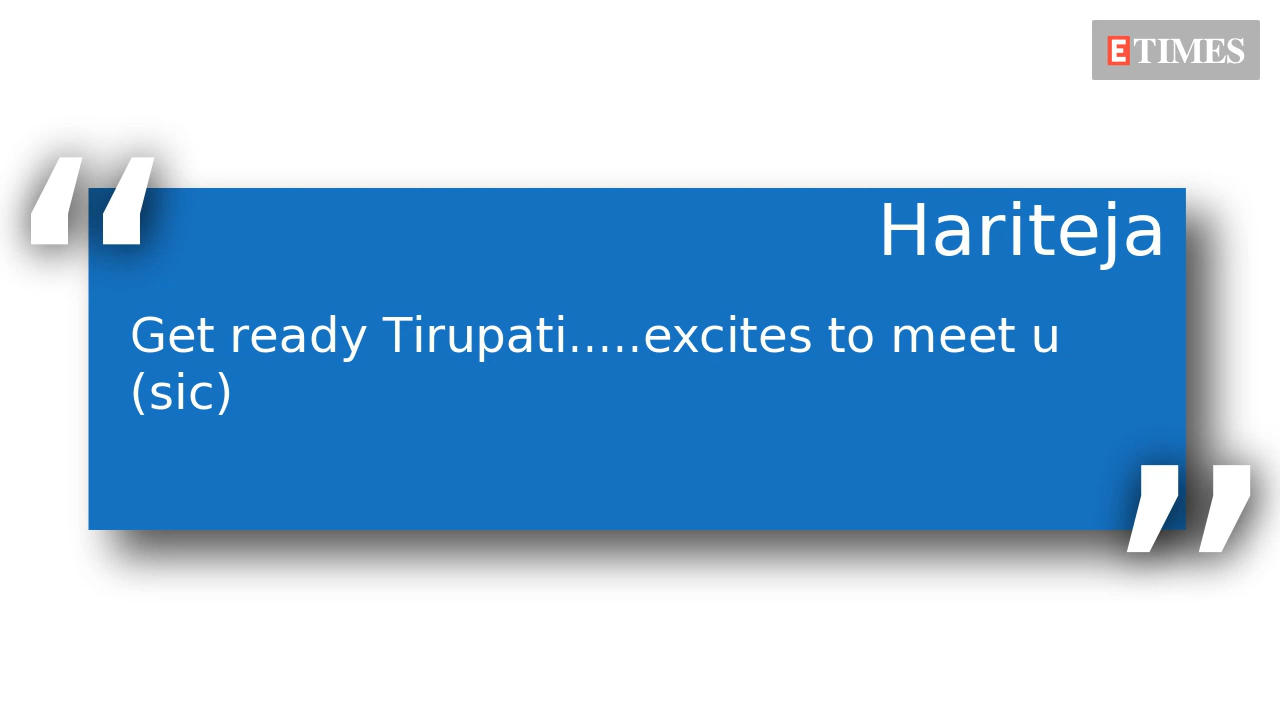 ETIMES
“
Hariteja
Get ready Tirupati.....excites to meet u
(sic)
”